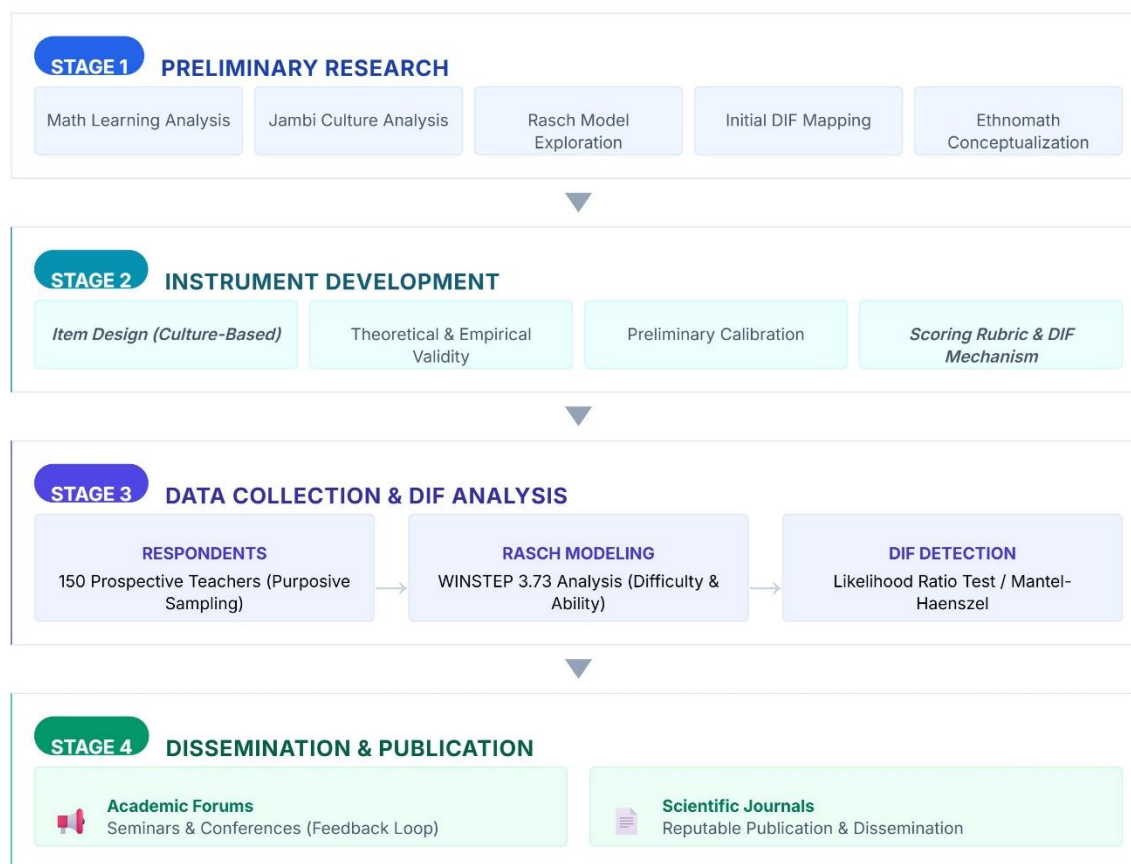 STAGE 1 PRELIMINARY RESEARCH
Math Learning Analysis
Jambi Culture Analysis
Rasch Model
Exploration
Initial DIF Mapping
Ethnomath
Conceptualization
STAGE 2 INSTRUMENT DEVELOPMENT
Item Design (Culture-Based)
Theoretical & Empirical
Validity
Preliminary Calibration
Scoring Rubric & DIF
Mechanism
STAGE 3 DATA COLLECTION & DIF ANALYSIS
RESPONDENTS
150 Prospective Teachers (Purposive
Sampling)
RASCH MODELING
WINSTEP 3.73 Analysis (Difficulty &
Ability)
DIF DETECTION
Likelihood Ratio Test / Mantel-
Haenszel
STAGE 4 DISSEMINATION & PUBLICATION
Academic Forums
Seminars & Conferences (Feedback Loop)
Scientific Journals
Reputable Publication & Dissemination